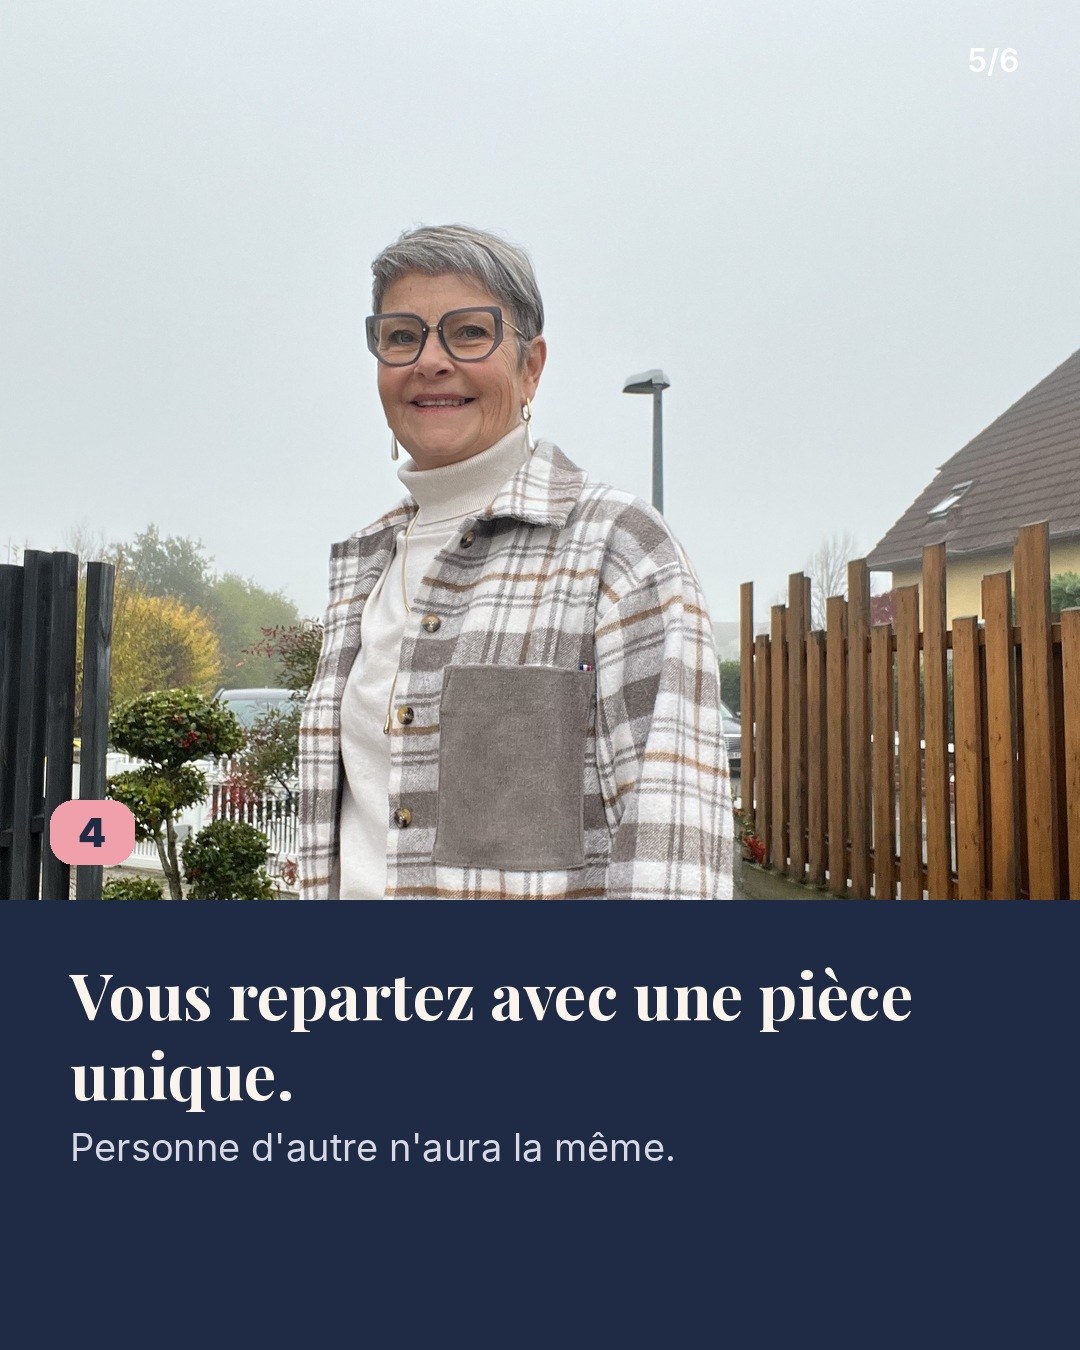 5/6
4
Vous repartez avec une pièce
unique.
Personne d'autre n'aura la même.